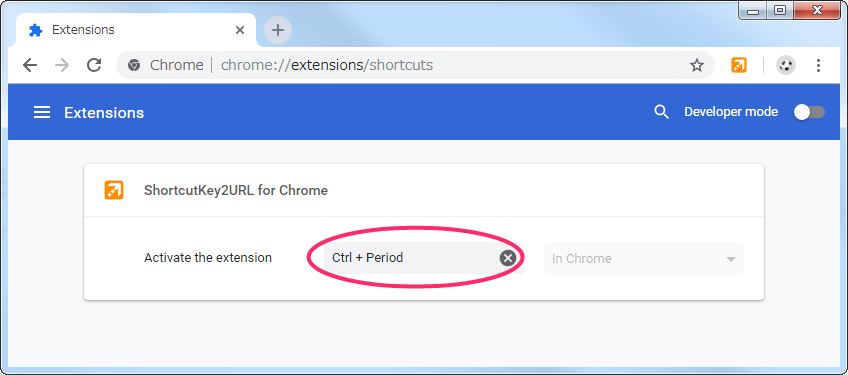 Extensions
Chrome | chrome://extensions/shortcuts
Extensions Developer mode
ShortcutKey2URL for Chrome
Activate the extension Ctrl + Period In Chrome